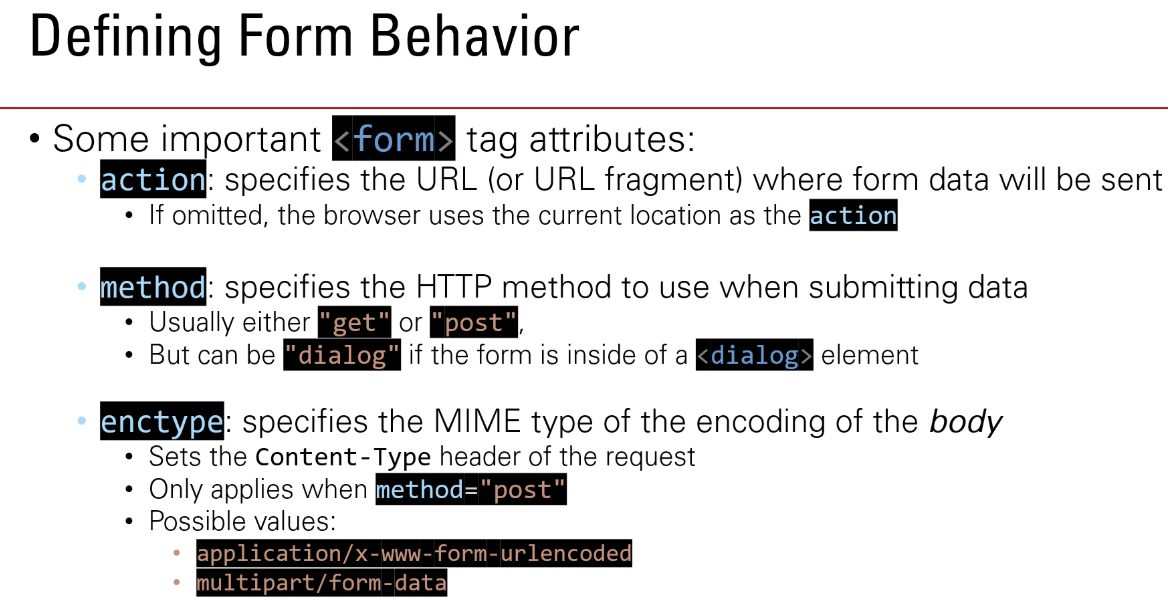 Defining Form Behavior
• Some important <form> tag attributes:
• action: specifies the URL (or URL fragment) where form data will be sent
• If omitted, the browser uses the current location as the action
• method: specifies the HTTP method to use when submitting data
• Usually either "get" or "post",
• But can be "dialog" if the form is inside of a <dialog> element
• enctype: specifies the MIME type of the encoding of the body
• Sets the Content-Type header of the request
• Only applies when method="post"
• Possible values:
• application/x-www-form-urlencoded
• multipart/form-data